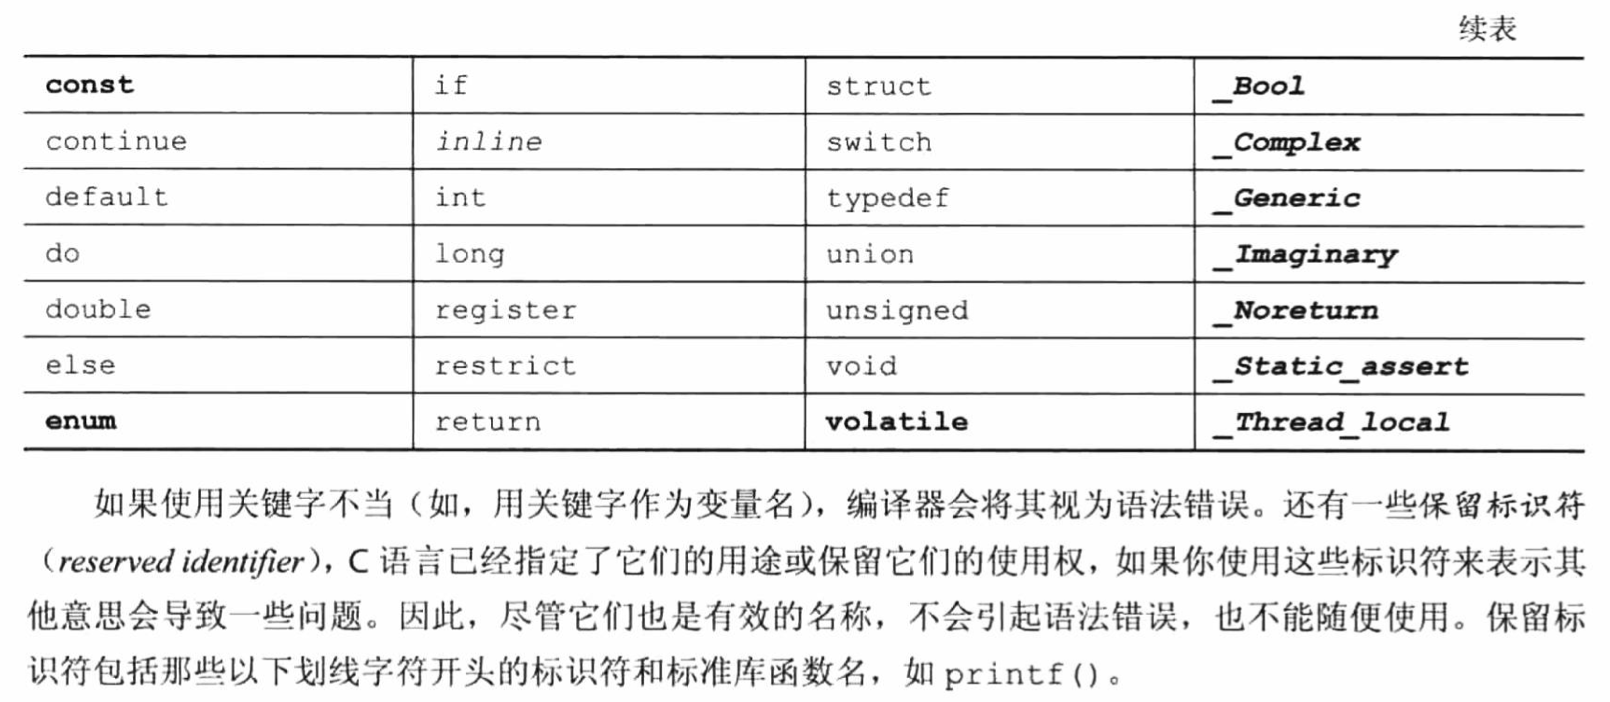 续表
const if struct _Bool
continue inline switch _Complex
default int typedef _Generic
do long union _Imaginary
double register unsigned _Noreturn
else restrict void _Static_assert
enum return volatile _Thread_local
如果使用关键字不当（如，用关键字作为变量名），编译器会将其视为语法错误。还有一些保留标识符
（reserved identifier），C 语言已经指定了它们的用途或保留它们的使用权，如果你使用这些标识符来表示其
他意思会导致一些问题。因此，尽管它们也是有效的名称，不会引起语法错误，也不能随便使用。保留标
识符包括那些以下划线字符开头的标识符和标准库函数名，如 printf()。